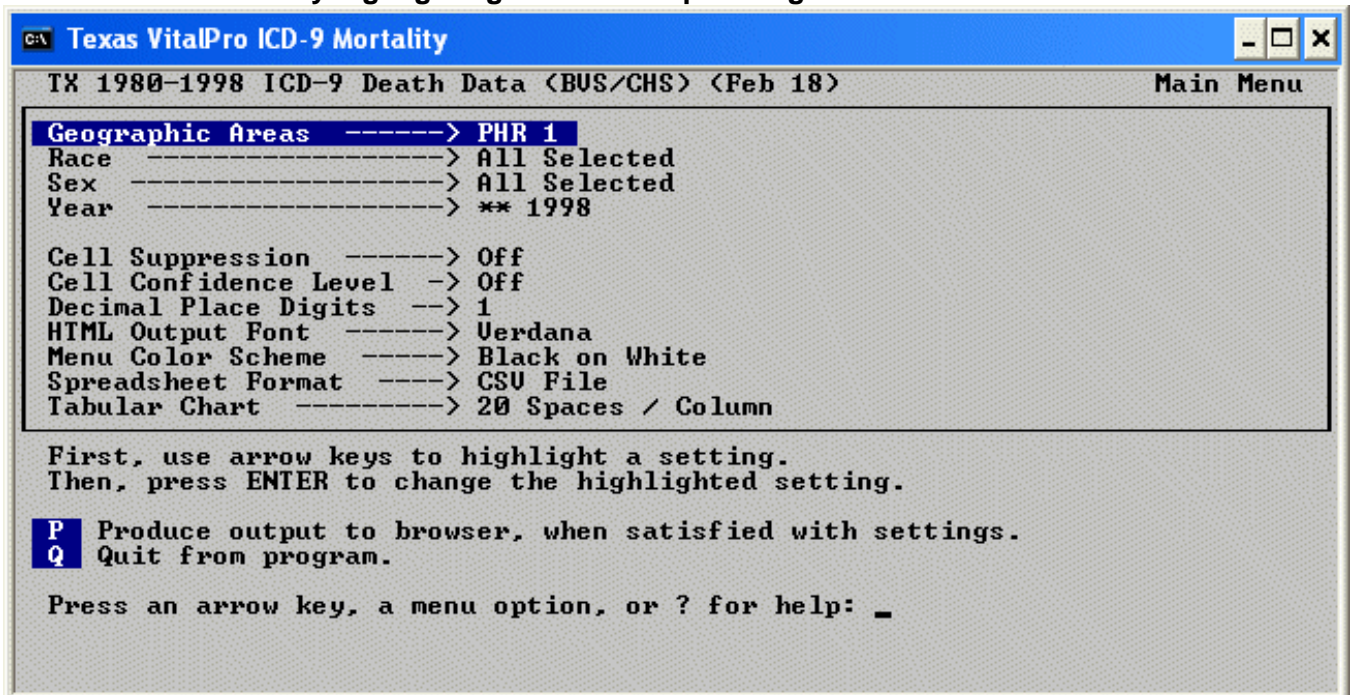 Texas VitalPro ICD-9 Mortality
TX 1980-1998 ICD-9 Death Data (BVS/CHS) (Feb 18) Main Menu
Geographic Areas ------> PHR 1
Race ------------------> All Selected
Sex -------------------> All Selected
Year ------------------> ** 1998
Cell Suppression ------> Off
Cell Confidence Level -> Off
Decimal Place Digits --> 1
HTML Output Font ------> Verdana
Menu Color Scheme -----> Black on White
Spreadsheet Format ----> CSV File
Tabular Chart ---------> 20 Spaces / Column
First, use arrow keys to highlight a setting.
Then, press ENTER to change the highlighted setting.
P Produce output to browser, when satisfied with settings.
Q Quit from program.
Press an arrow key, a menu option, or ? for help: _